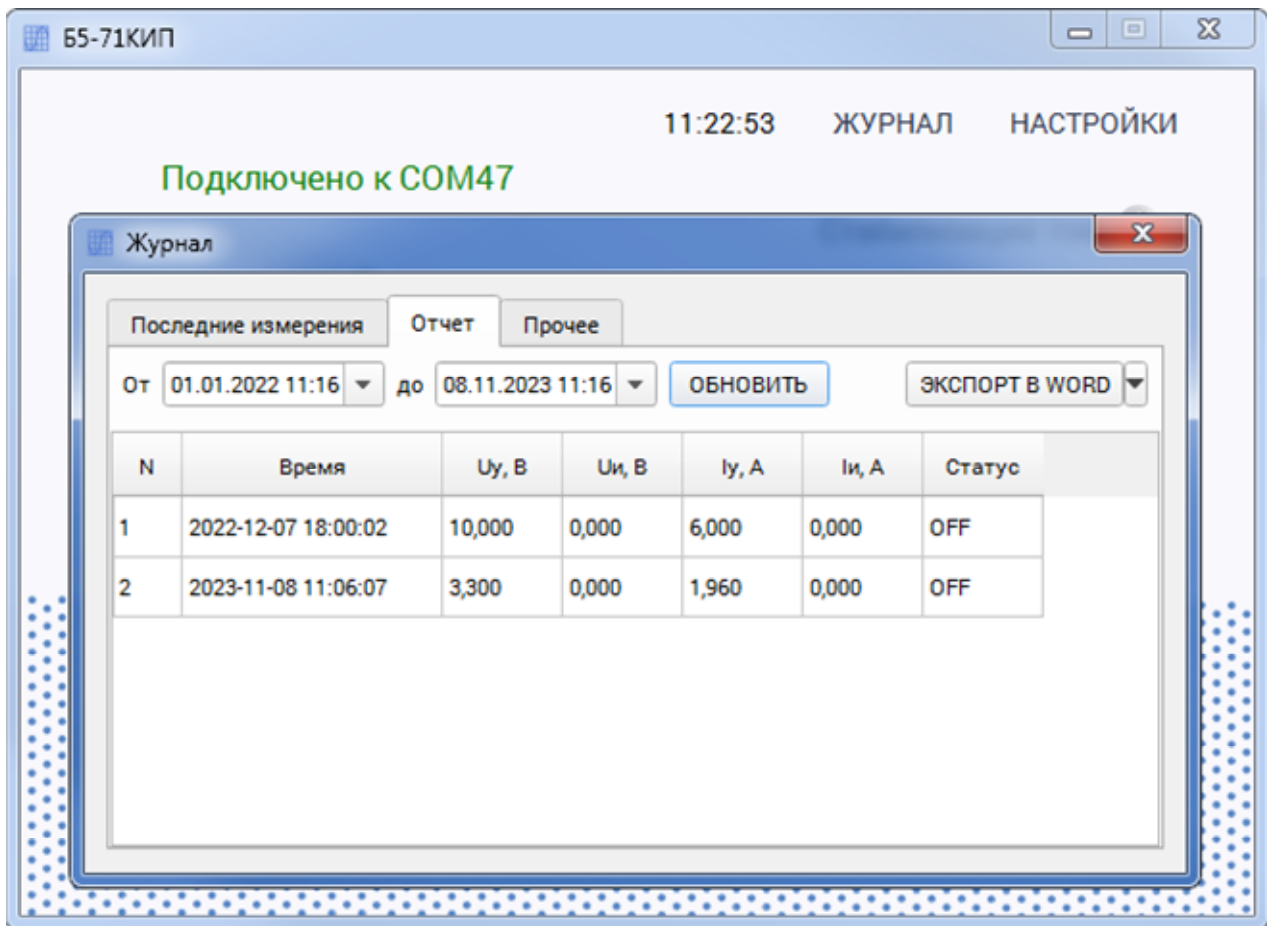 Б5-71КИП
11:22:53 ЖУРНАЛ НАСТРОЙКИ
Подключено к COM47
Журнал
Последние измерения Отчет Прочее
От 01.01.2022 11:16 до 08.11.2023 11:16 ОБНОВИТЬ ЭКСПОРТ В WORD
N Время Uу, В Uи, В Iу, А Iи, А Статус
1 2022-12-07 18:00:02 10,000 0,000 6,000 0,000 OFF
2 2023-11-08 11:06:07 3,300 0,000 1,960 0,000 OFF